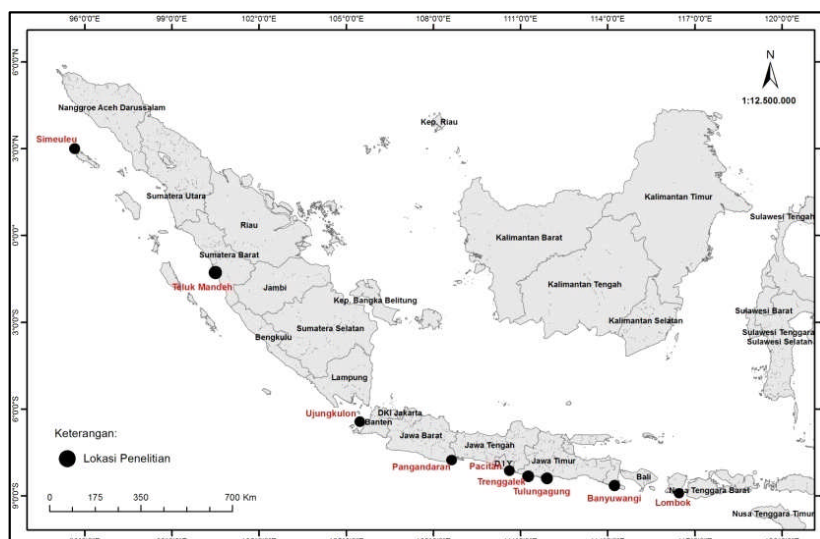 96°0'0"E 99°0'0"E 102°0'0"E 105°0'0"E 108°0'0"E 111°0'0"E 114°0'0"E 117°0'0"E 120°0'0"E
6°0'0"N
3°0'0"N
0°0'0"
3°0'0"S
6°0'0"S
9°0'0"S
N
1:12.500.000
Nanggroe Aceh Darussalam
Kep. Riau
Simeuleu
Sumatera Utara
Kalimantan Timur
Sulawesi Tengah
Riau
Kalimantan Barat
Sumatera Barat
Teluk Mandeh
Jambi
Kalimantan Tengah
Kep. Bangka Belitung
Sulawesi Barat
Kalimantan Selatan
Sumatera Selatan
Sulawesi Tenggara
Bengkulu
Sulawesi Selatan
Lampung
Ujungkulon
DKI Jakarta
Banten
Keterangan:
Jawa Barat
Jawa Tengah
Lokasi Penelitian
Pangandaran
Pacitan
Jawa Timur
Trenggalek
Bali
Tulungagung
Nusa Tenggara Barat
0 175 350 700 Km
Banyuwangi
Lombok
Nusa Tenggara Timur